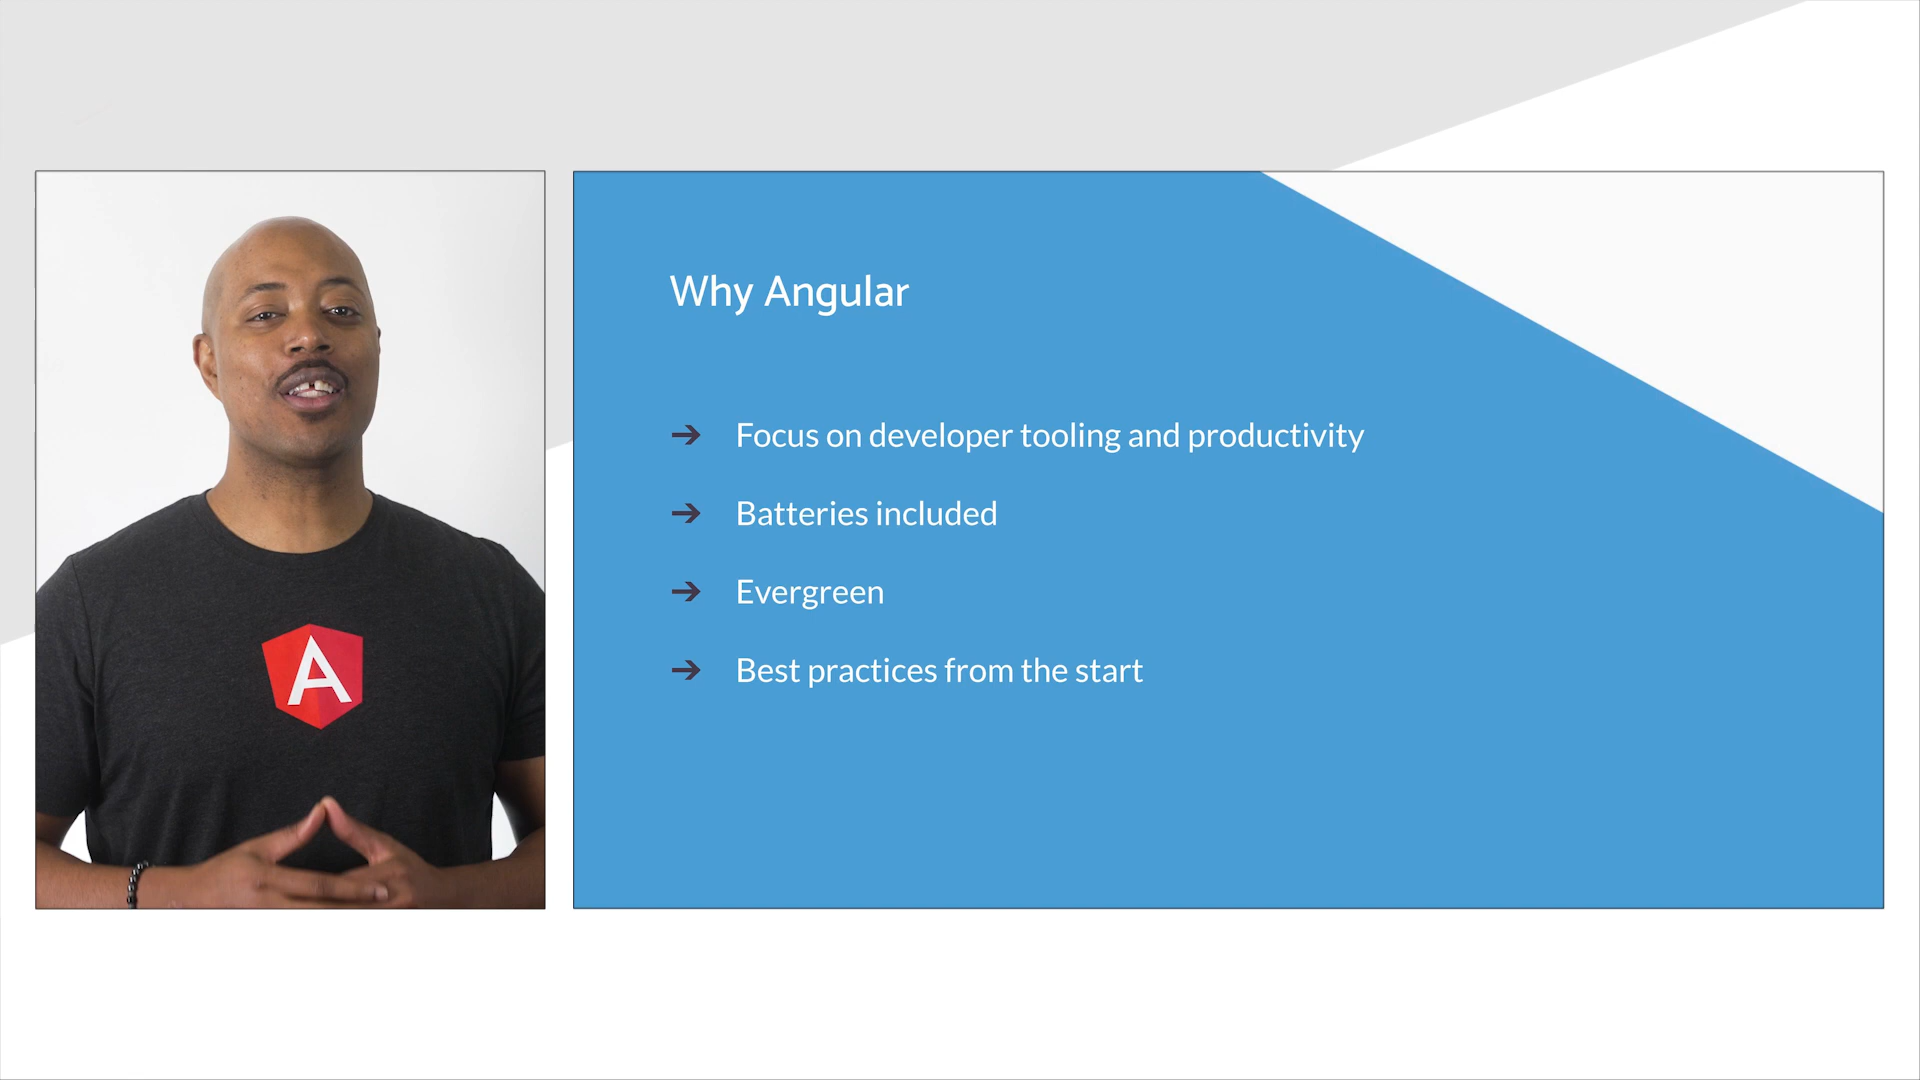 Why Angular
Focus on developer tooling and productivity
Batteries included
Evergreen
Best practices from the start
A